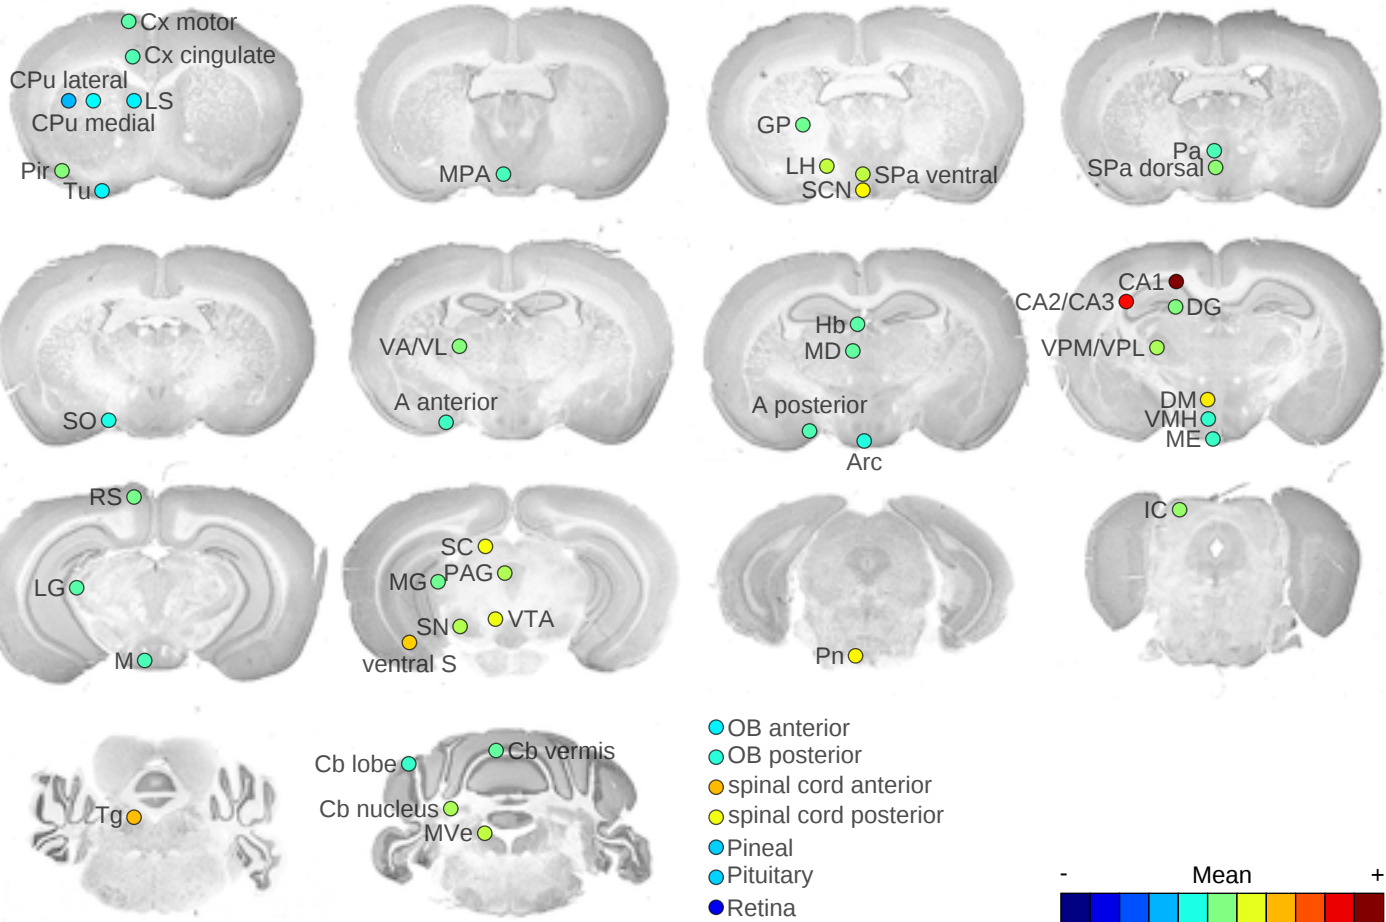 Cx motor
Cx cingulate
CPu lateral
LS
CPu medial
Pir
Tu
MPA
GP
LH
SPa ventral
SCN
Pa
SPa dorsal
SO
VA/VL
A anterior
Hb
MD
A posterior
Arc
CA1
CA2/CA3
DG
VPM/VPL
DM
VMH
ME
RS
LG
M
SC
MG
PAG
SN
VTA
ventral S
Pn
IC
Tg
Cb lobe
Cb vermis
Cb nucleus
MVe
OB anterior
OB posterior
spinal cord anterior
spinal cord posterior
Pineal
Pituitary
Retina
- Mean +